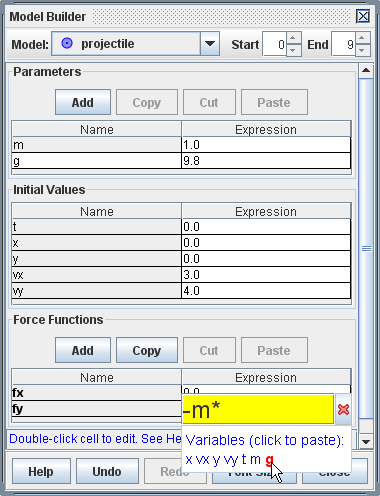 Model Builder
Model: projectile Start 0 End 9
Parameters
Add Copy Cut Paste
Name Expression
m 1.0
g 9.8
Initial Values
Name Expression
t 0.0
x 0.0
y 0.0
vx 3.0
vy 4.0
Force Functions
Add Copy Cut Paste
Name Expression
fx 0.0
fy -m*
Double-click cell to edit. See He
Variables (click to paste):
x vx y vy t m g
Help Undo Redo Font Size Close